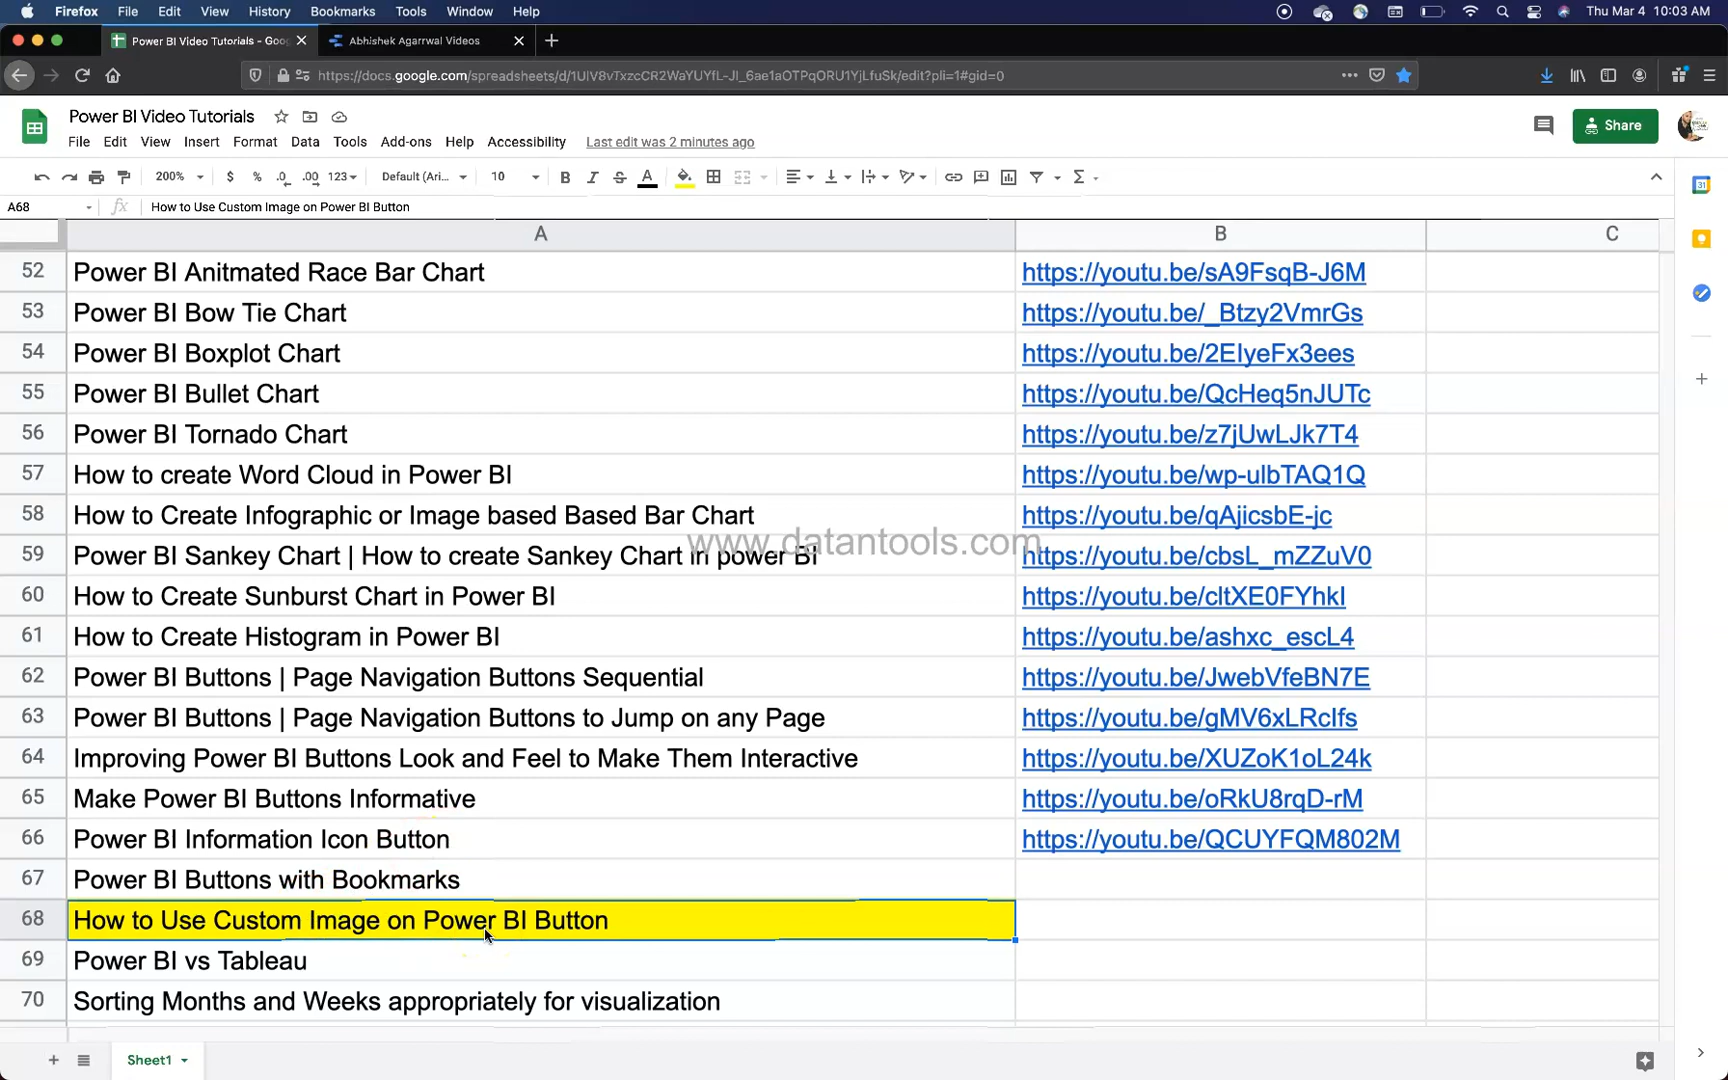 Firefox File Edit View History Bookmarks Tools Window Help Thu Mar 4 10:03 AM
Power BI Video Tutorials - Goo Abhishek Agarrwal Videos
https://docs.google.com/spreadsheets/d/1UIV8vTxzcCR2WaYUYfL-JI_6ae1aOTPqORU1YjLfuSk/edit?pli=1#gid=0
Power BI Video Tutorials
File Edit View Insert Format Data Tools Add-ons Help Accessibility Last edit was 2 minutes ago
Share
200% $ % .0 .00 123 Default (Ari... 10 B I S A
A68 fx How to Use Custom Image on Power BI Button
A B C
52 Power BI Anitmated Race Bar Chart https://youtu.be/sA9FsqB-J6M
53 Power BI Bow Tie Chart https://youtu.be/_Btzy2VmrGs
54 Power BI Boxplot Chart https://youtu.be/2EIyeFx3ees
55 Power BI Bullet Chart https://youtu.be/QcHeq5nJUTc
56 Power BI Tornado Chart https://youtu.be/z7jUwLJk7T4
57 How to create Word Cloud in Power BI https://youtu.be/wp-ulbTAQ1Q
58 How to Create Infographic or Image based Based Bar Chart https://youtu.be/qAjicsbE-jc
www.datantools.com
59 Power BI Sankey Chart | How to create Sankey Chart in power BI https://youtu.be/cbsL_mZZuV0
60 How to Create Sunburst Chart in Power BI https://youtu.be/cltXE0FYhkI
61 How to Create Histogram in Power BI https://youtu.be/ashxc_escL4
62 Power BI Buttons | Page Navigation Buttons Sequential https://youtu.be/JwebVfeBN7E
63 Power BI Buttons | Page Navigation Buttons to Jump on any Page https://youtu.be/gMV6xLRcIfs
64 Improving Power BI Buttons Look and Feel to Make Them Interactive https://youtu.be/XUZoK1oL24k
65 Make Power BI Buttons Informative https://youtu.be/oRkU8rqD-rM
66 Power BI Information Icon Button https://youtu.be/QCUYFQM802M
67 Power BI Buttons with Bookmarks
68 How to Use Custom Image on Power BI Button
69 Power BI vs Tableau
70 Sorting Months and Weeks appropriately for visualization
Sheet1